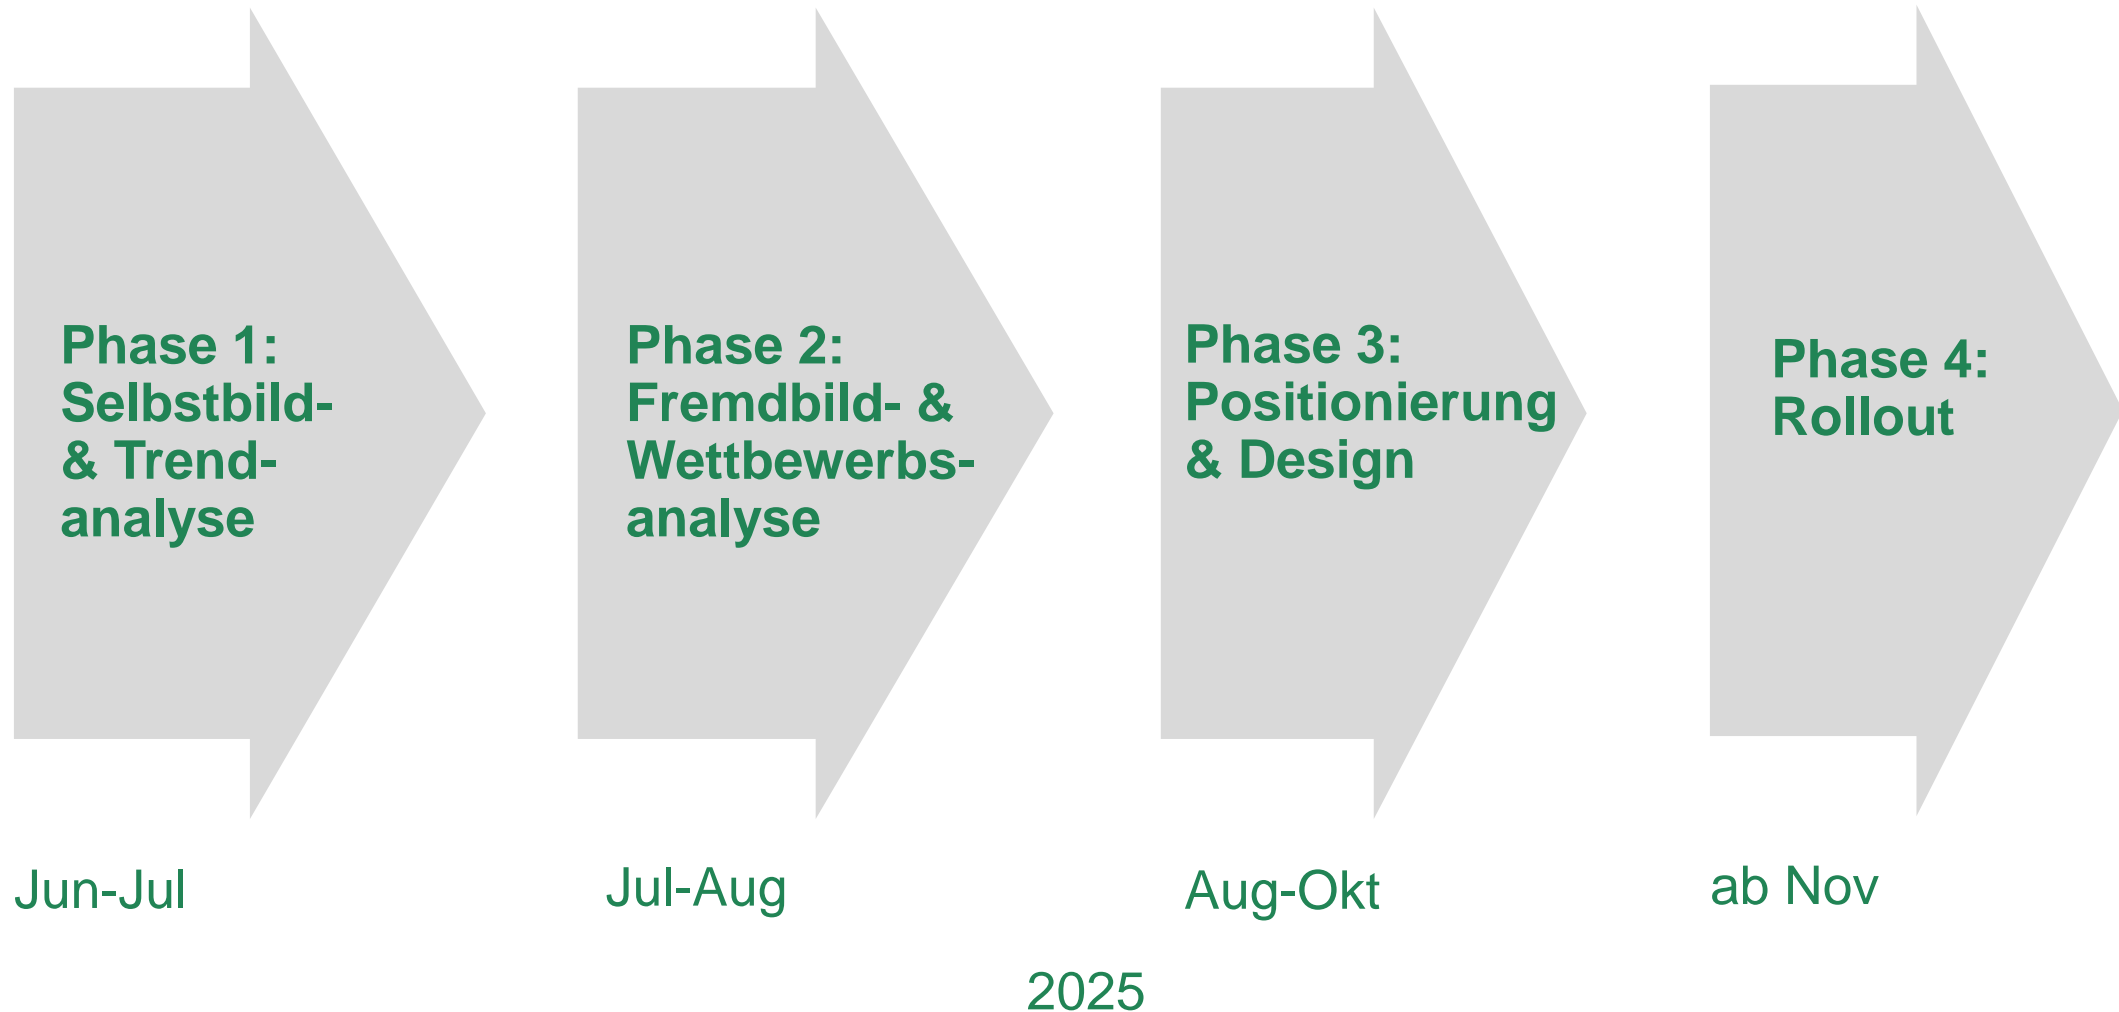 Phase 1:
Selbstbild-
& Trend-
analyse
Phase 2:
Fremdbild- &
Wettbewerbs-
analyse
Phase 3:
Positionierung
& Design
Phase 4:
Rollout
Jun-Jul
Jul-Aug
Aug-Okt
ab Nov
2025